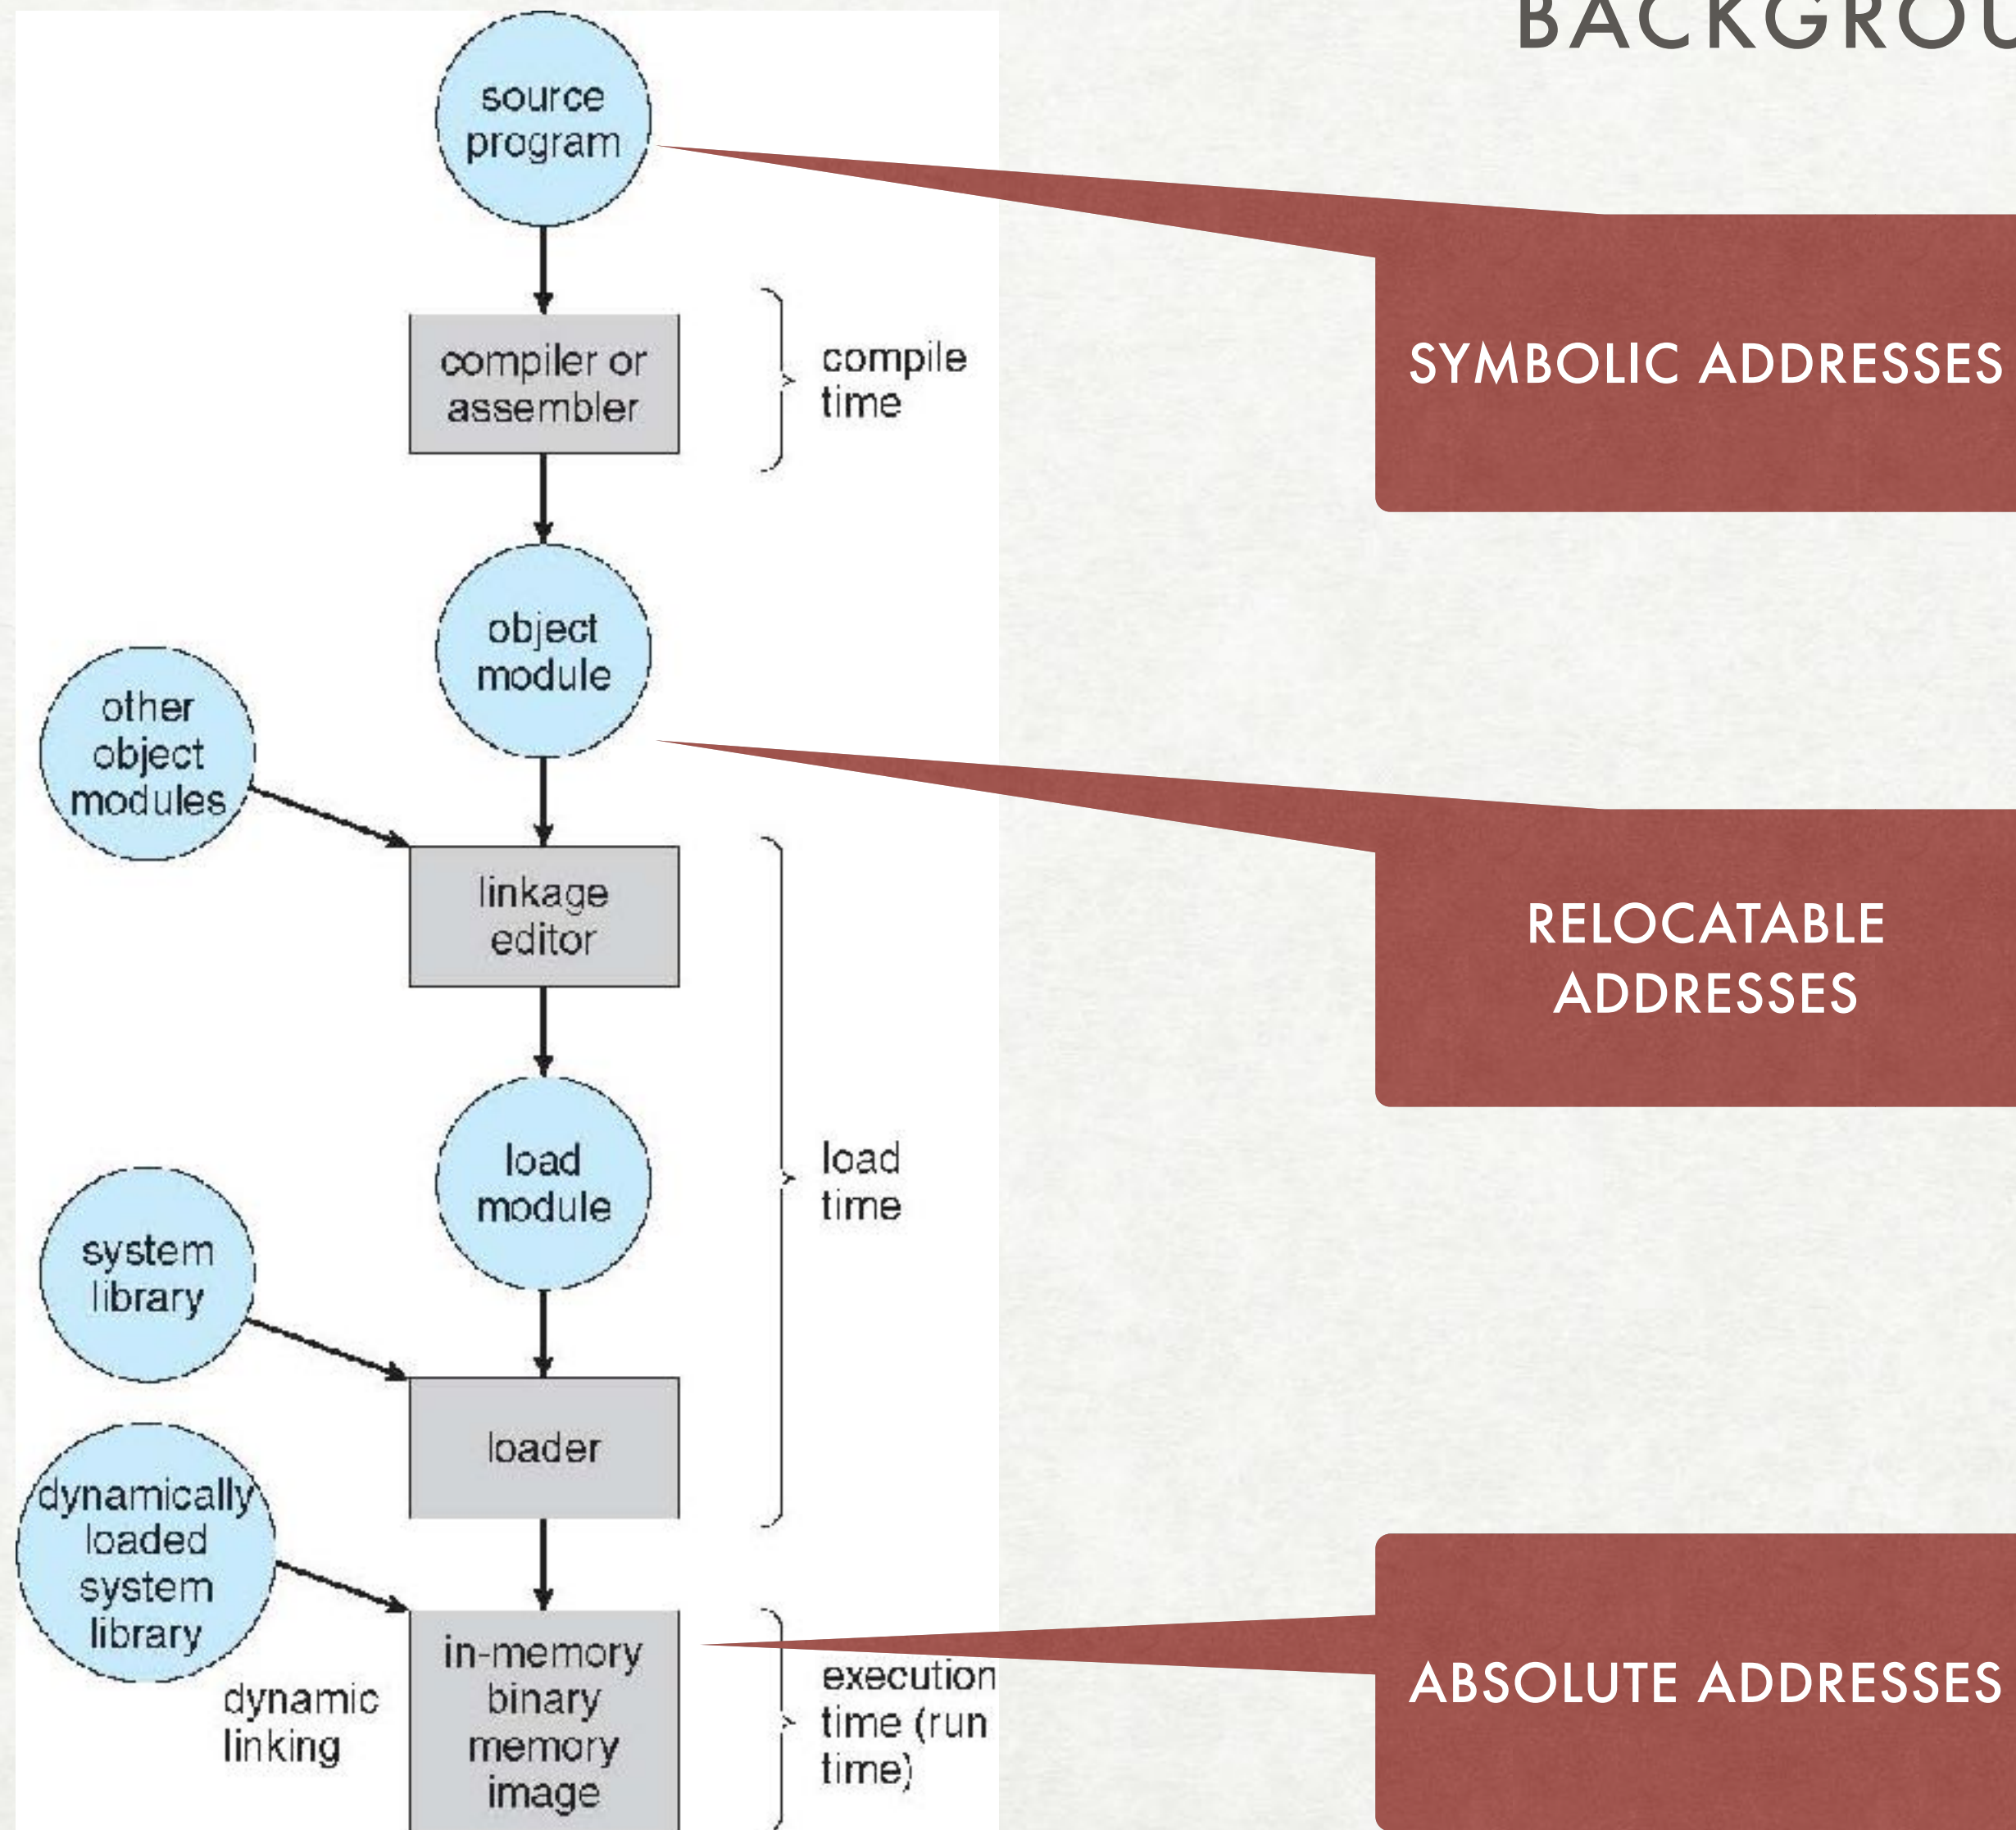 BACKGROU
source
program
SYMBOLIC ADDRESSES
compiler or
assembler
compile
time
object
module
other
object
modules
RELOCATABLE
ADDRESSES
linkage
editor
load
module
load
time
system
library
loader
dynamically
loaded
system
library
dynamic
linking
in-memory
binary
memory
image
execution
time (run
time)
ABSOLUTE ADDRESSES